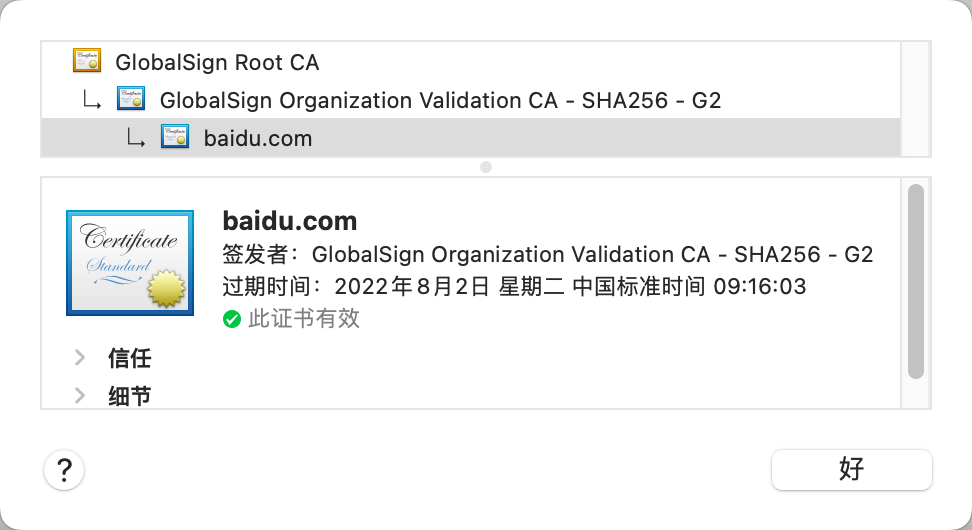 GlobalSign Root CA
GlobalSign Organization Validation CA - SHA256 - G2
baidu.com
Certificate
Standard
baidu.com
签发者：GlobalSign Organization Validation CA - SHA256 - G2
过期时间：2022年8月2日 星期二 中国标准时间 09:16:03
此证书有效
信任
细节
?
好